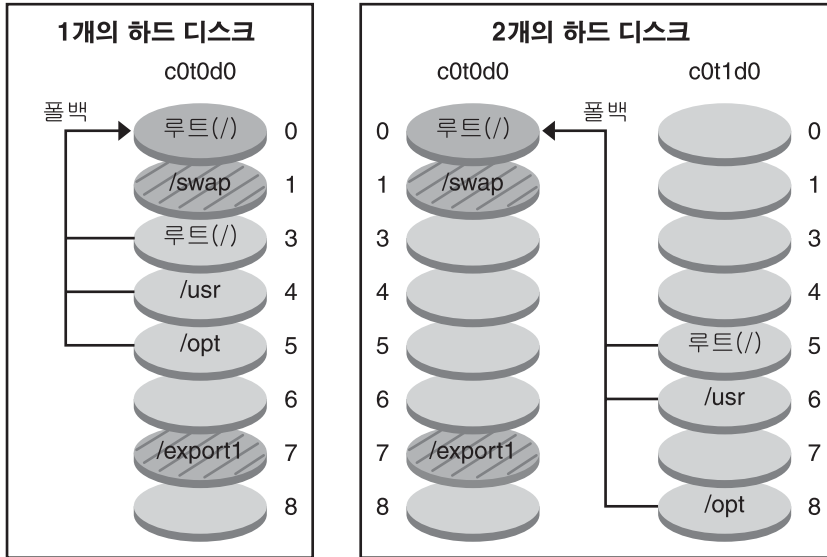 1개의 하드 디스크
c0t0d0
폴백
루트(/) 0
/swap 1
루트(/) 3
/usr 4
/opt 5
6
/export1 7
8
2개의 하드 디스크
c0t0d0 c0t1d0
폴백
0 루트(/) 0
1 /swap 1
3 3
4 4
5 루트(/) 5
6 /usr 6
7 /export1 7
8 /opt 8